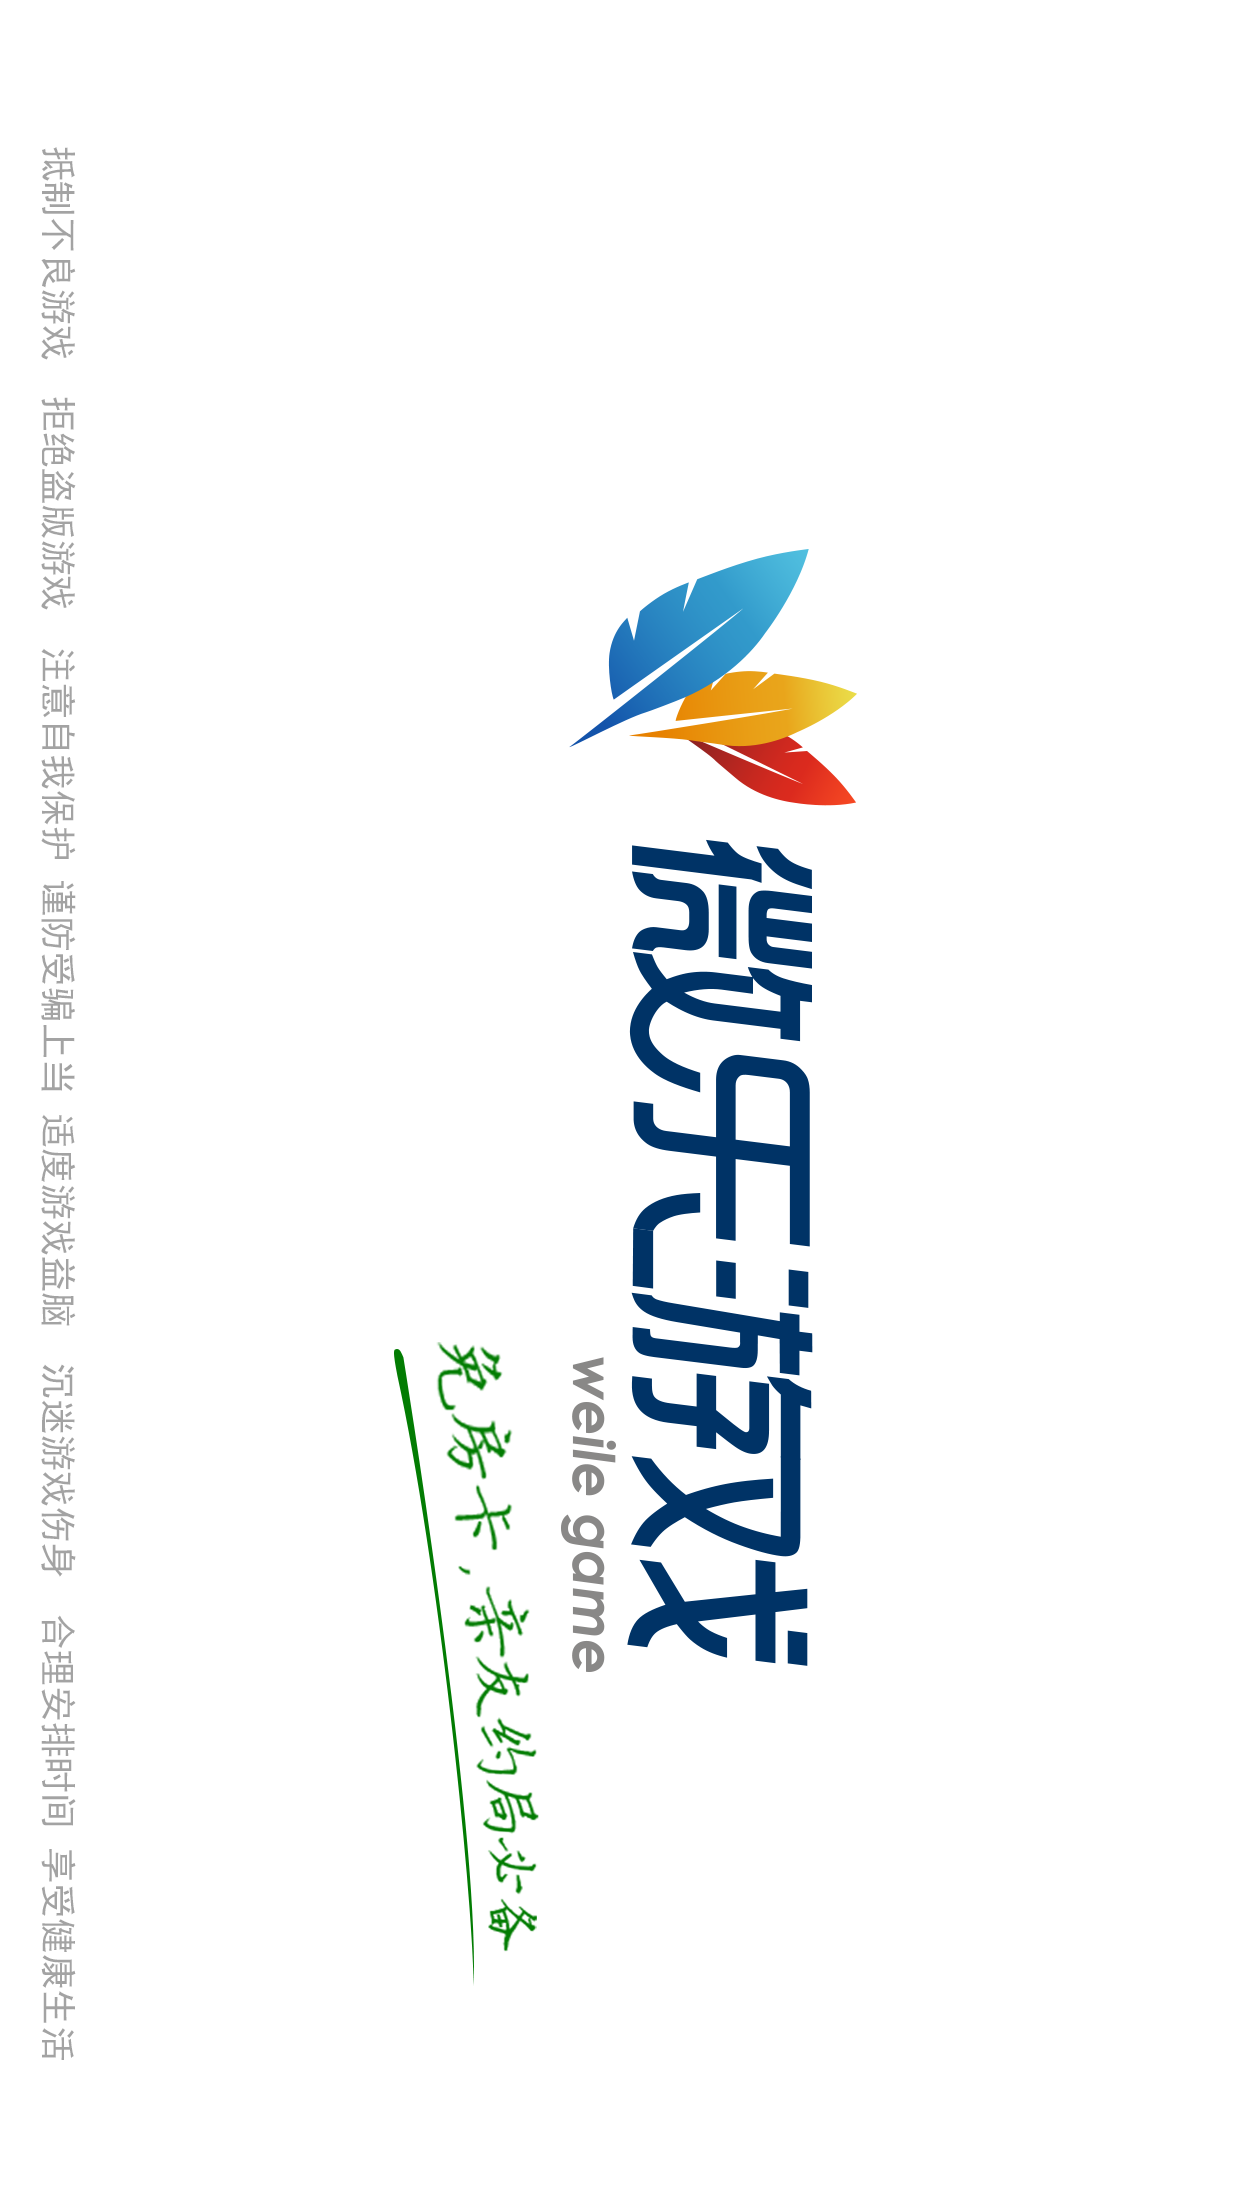 微乐游戏
weile game
免房卡，亲友约局必备
抵制不良游戏 拒绝盗版游戏 注意自我保护 谨防受骗上当 适度游戏益脑 沉迷游戏伤身 合理安排时间 享受健康生活